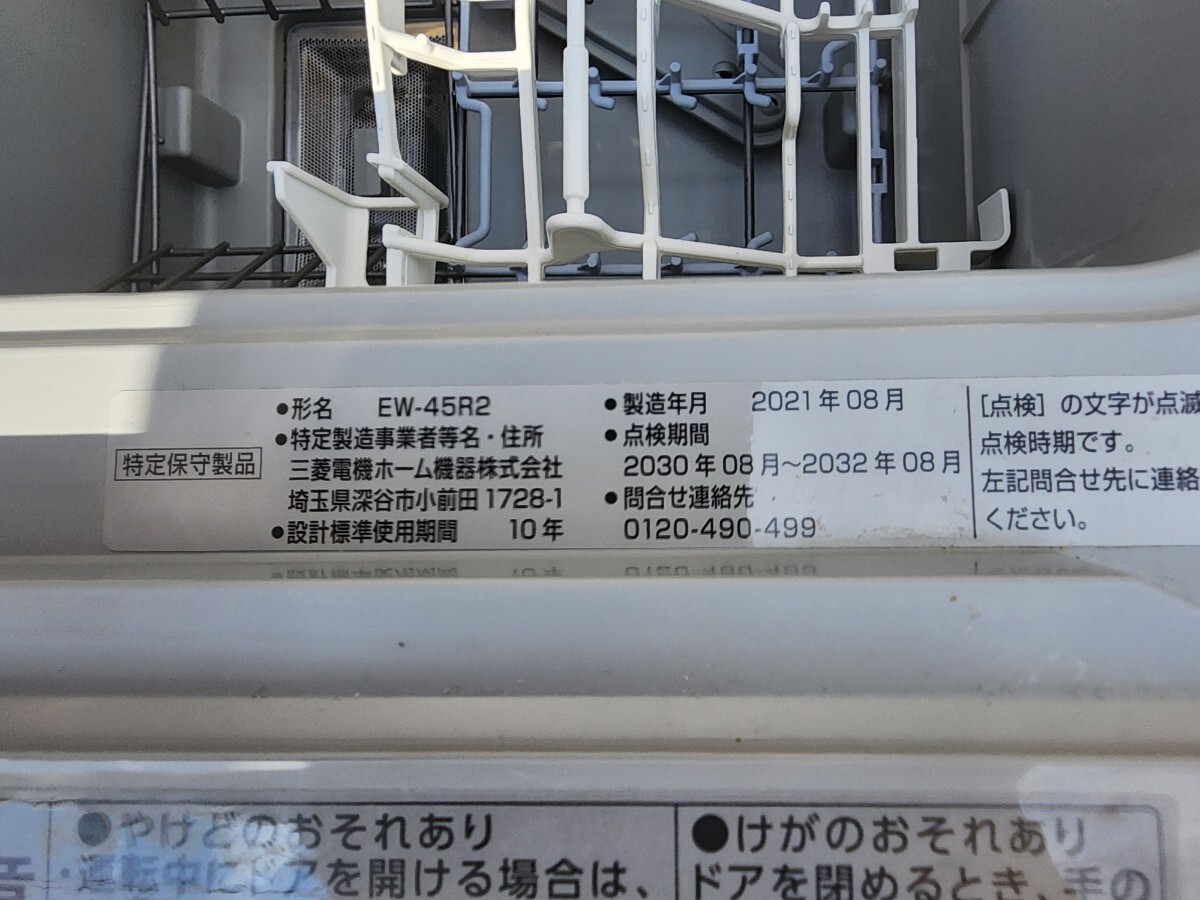 特定保守製品
●形名 EW-45R2
●特定製造事業者等名・住所
三菱電機ホーム機器株式会社
埼玉県深谷市小前田1728-1
●設計標準使用期間 10年
●製造年月 2021年08月
●点検期間
2030年08月～2032年08月
●問合せ連絡先
0120-490-499
[点検]の文字が点滅
点検時期です。
左記問合せ先に連絡
ください。
●やけどのおそれあり
・運転中にドアを開ける場合は、
●けがのおそれあり
ドアを閉めるとき、手の